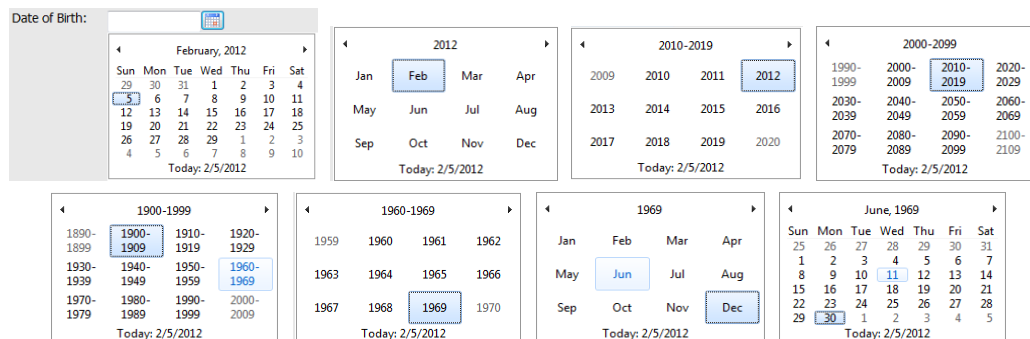 Date of Birth:
February, 2012
Sun Mon Tue Wed Thu Fri Sat
29 30 31 1 2 3 4
5 6 7 8 9 10 11
12 13 14 15 16 17 18
19 20 21 22 23 24 25
26 27 28 29 1 2 3
4 5 6 7 8 9 10
Today: 2/5/2012
2012
Jan Feb Mar Apr
May Jun Jul Aug
Sep Oct Nov Dec
Today: 2/5/2012
2010-2019
2009 2010 2011 2012
2013 2014 2015 2016
2017 2018 2019 2020
Today: 2/5/2012
2000-2099
1990- 2000- 2010- 2020-
1999 2009 2019 2029
2030- 2040- 2050- 2060-
2039 2049 2059 2069
2070- 2080- 2090- 2100-
2079 2089 2099 2109
Today: 2/5/2012
1900-1999
1890- 1900- 1910- 1920-
1899 1909 1919 1929
1930- 1940- 1950- 1960-
1939 1949 1959 1969
1970- 1980- 1990- 2000-
1979 1989 1999 2009
Today: 2/5/2012
1960-1969
1959 1960 1961 1962
1963 1964 1965 1966
1967 1968 1969 1970
Today: 2/5/2012
1969
Jan Feb Mar Apr
May Jun Jul Aug
Sep Oct Nov Dec
Today: 2/5/2012
June, 1969
Sun Mon Tue Wed Thu Fri Sat
25 26 27 28 29 30 31
1 2 3 4 5 6 7
8 9 10 11 12 13 14
15 16 17 18 19 20 21
22 23 24 25 26 27 28
29 30 1 2 3 4 5
Today: 2/5/2012